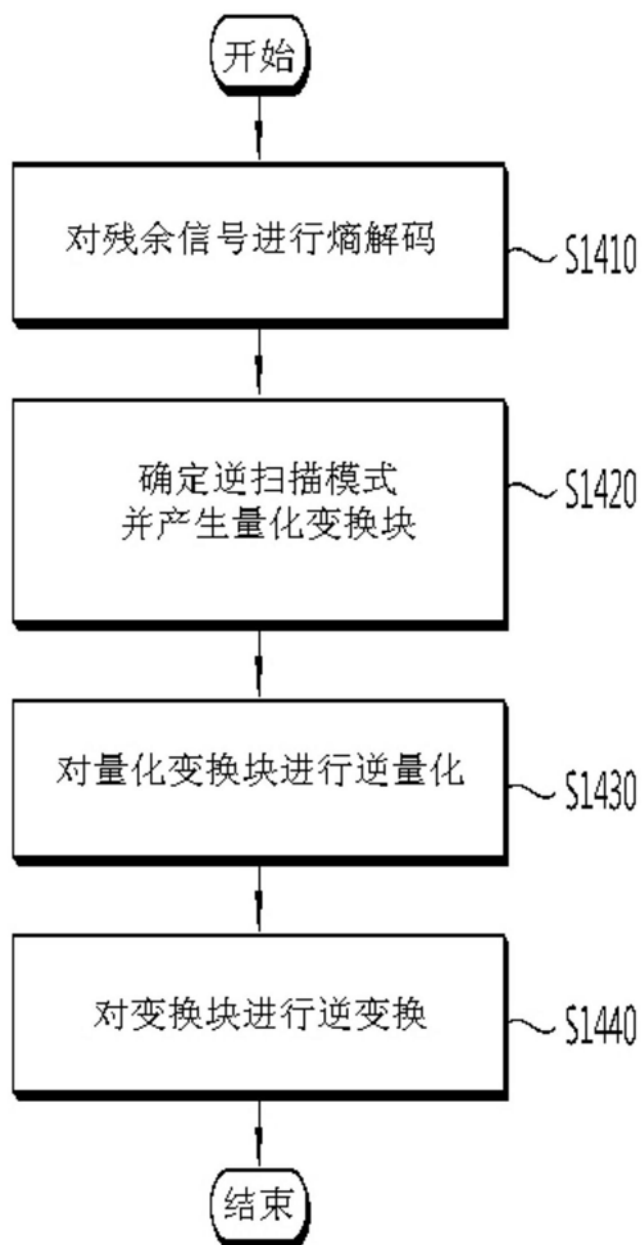 开始
对残余信号进行熵解码
S1410
确定逆扫描模式
并产生量化变换块
S1420
对量化变换块进行逆量化
S1430
对变换块进行逆变换
S1440
结束